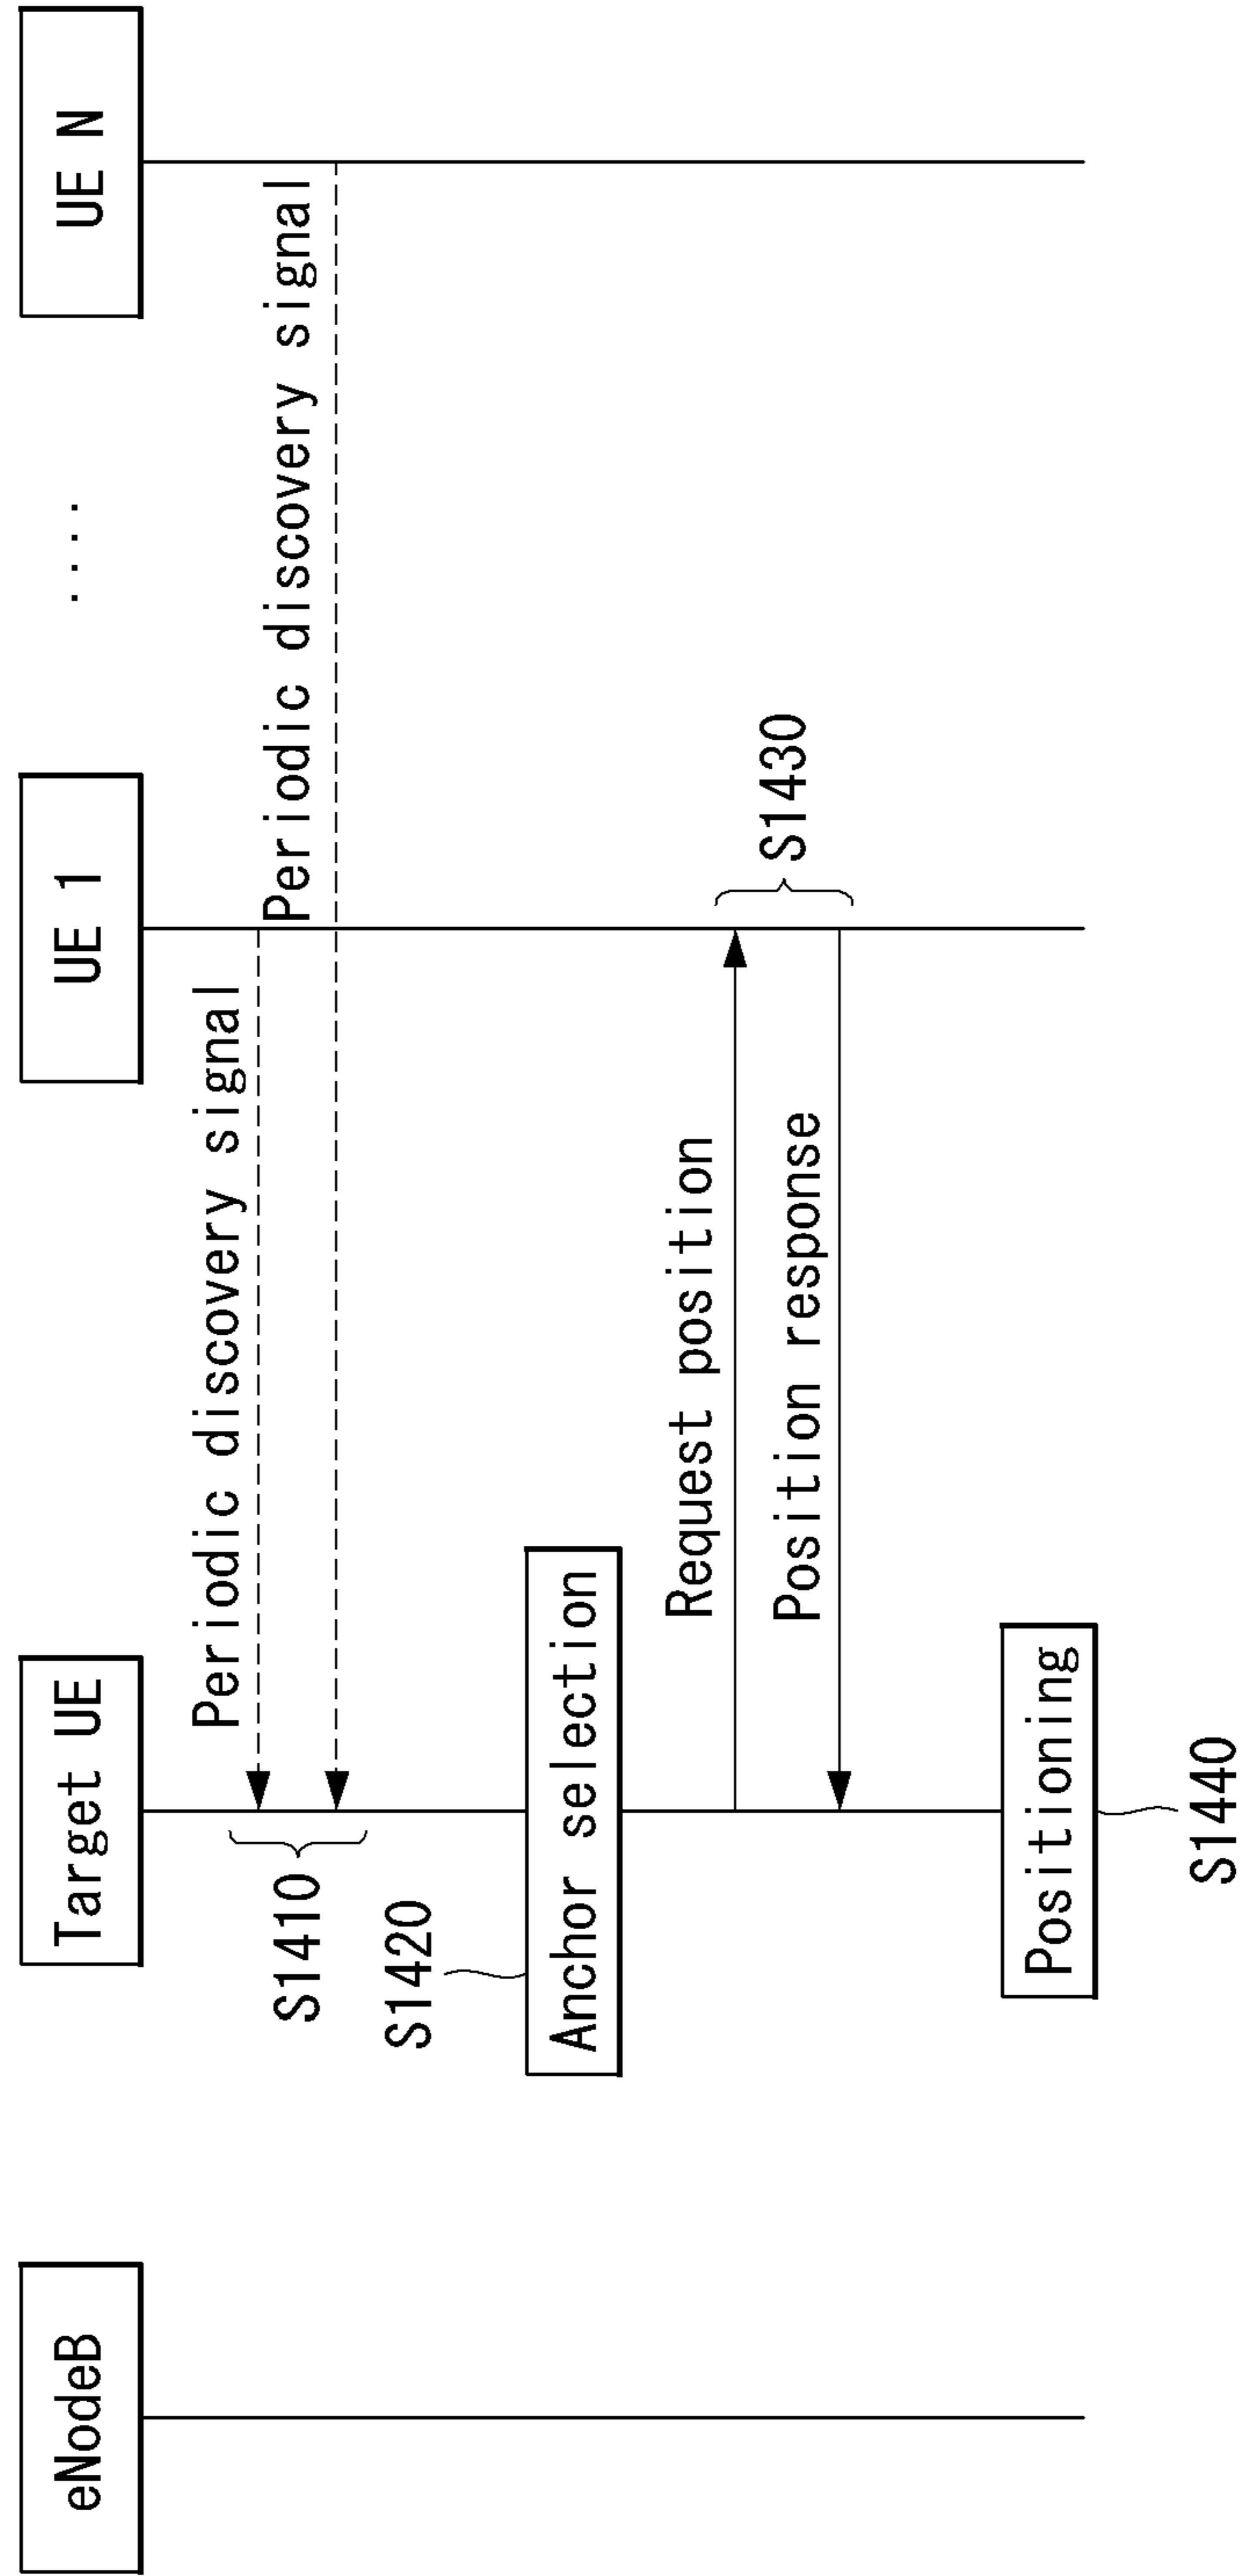 eNodeB
Target UE
UE 1
....
UE N
Periodic discovery signal
Periodic discovery signal
S1410
S1420
Anchor selection
Request position
S1430
Position response
Positioning
S1440